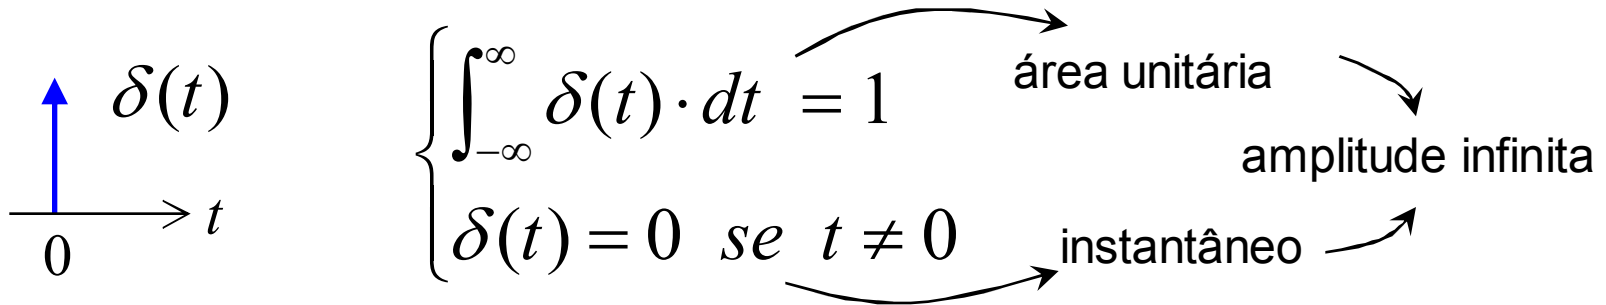 δ(t)
t
0
∫_{-∞}^{∞} δ(t)·dt = 1
área unitária
amplitude infinita
δ(t) = 0 se t ≠ 0
instantâneo